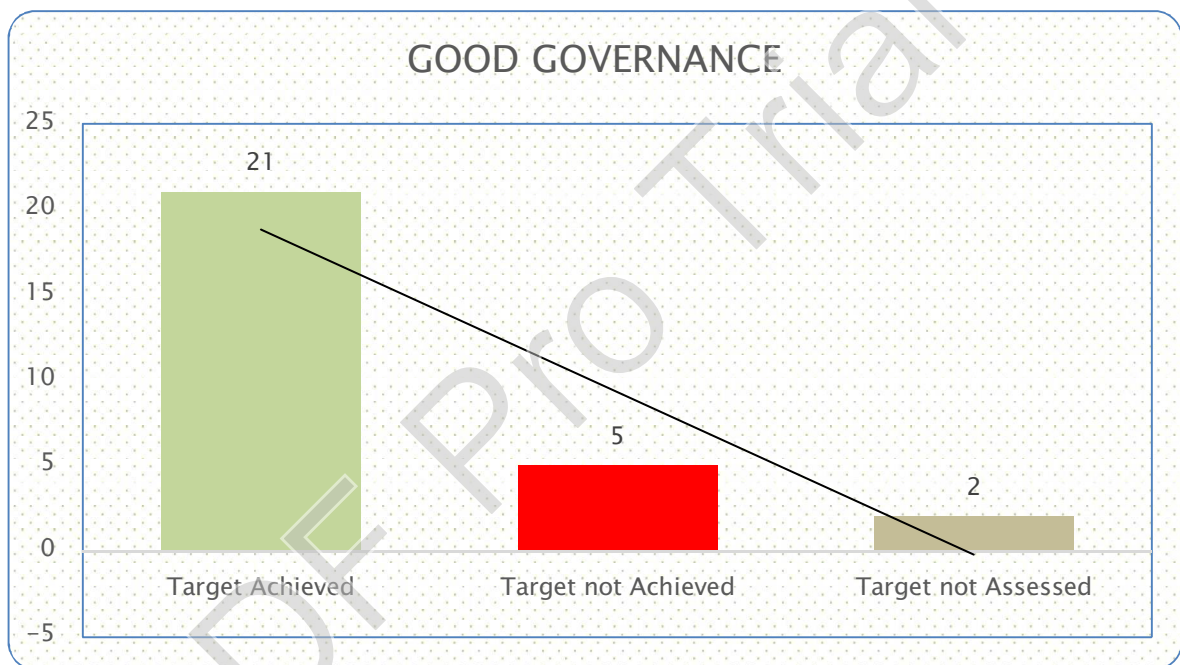 GOOD GOVERNANCE
25
21
20
15
10
5
5
2
0
Target Achieved
Target not Achieved
Target not Assessed
-5
DF Pro Trial